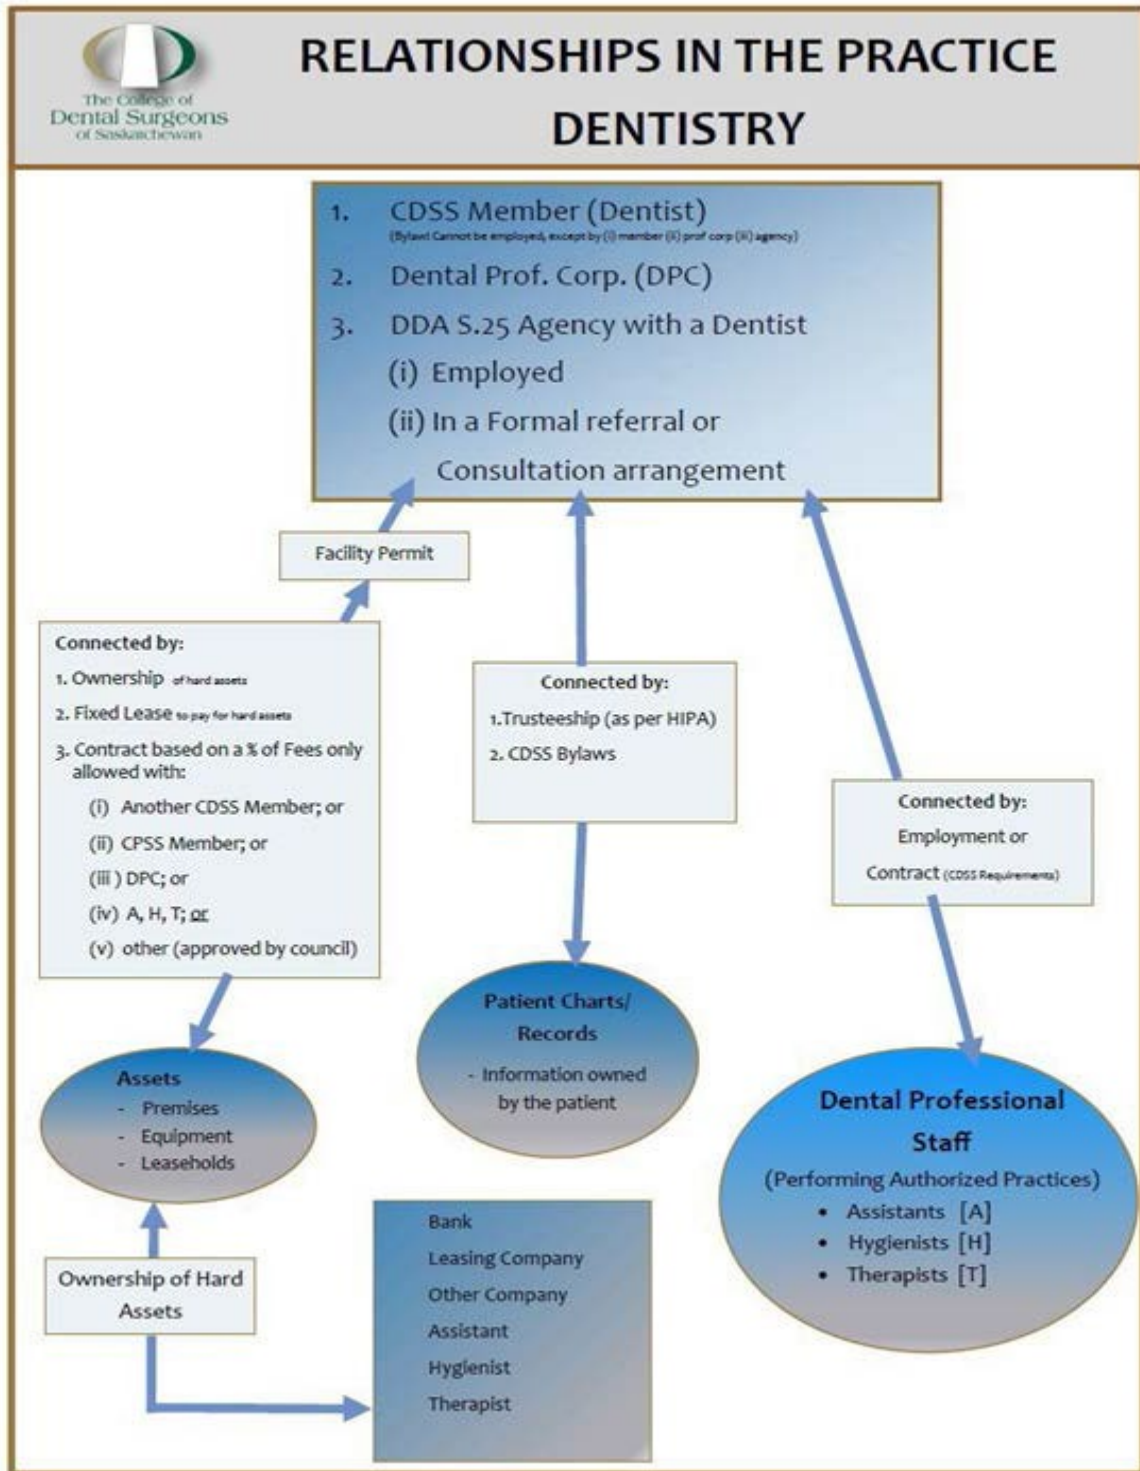 The College of
Dental Surgeons
of Saskatchewan
RELATIONSHIPS IN THE PRACTICE
DENTISTRY
1. CDSS Member (Dentist)
(Bylaw: Cannot be employed, except by (i) member (ii) prof corp (iii) agency)
2. Dental Prof. Corp. (DPC)
3. DDA S.25 Agency with a Dentist
(i) Employed
(ii) In a Formal referral or
Consultation arrangement
Facility Permit
Connected by:
1. Ownership of hard assets
2. Fixed Lease to pay for hard assets
3. Contract based on a % of Fees only
allowed with:
(i) Another CDSS Member; or
(ii) CPSS Member; or
(iii ) DPC; or
(iv) A, H, T; or
(v) other (approved by council)
Connected by:
1.Trusteeship (as per HIPA)
2. CDSS Bylaws
Connected by:
Employment or
Contract (CDSS Requirements)
Assets
- Premises
- Equipment
- Leaseholds
Patient Charts/
Records
- Information owned
by the patient
Dental Professional
Staff
(Performing Authorized Practices)
• Assistants [A]
• Hygienists [H]
• Therapists [T]
Ownership of Hard
Assets
Bank
Leasing Company
Other Company
Assistant
Hygienist
Therapist